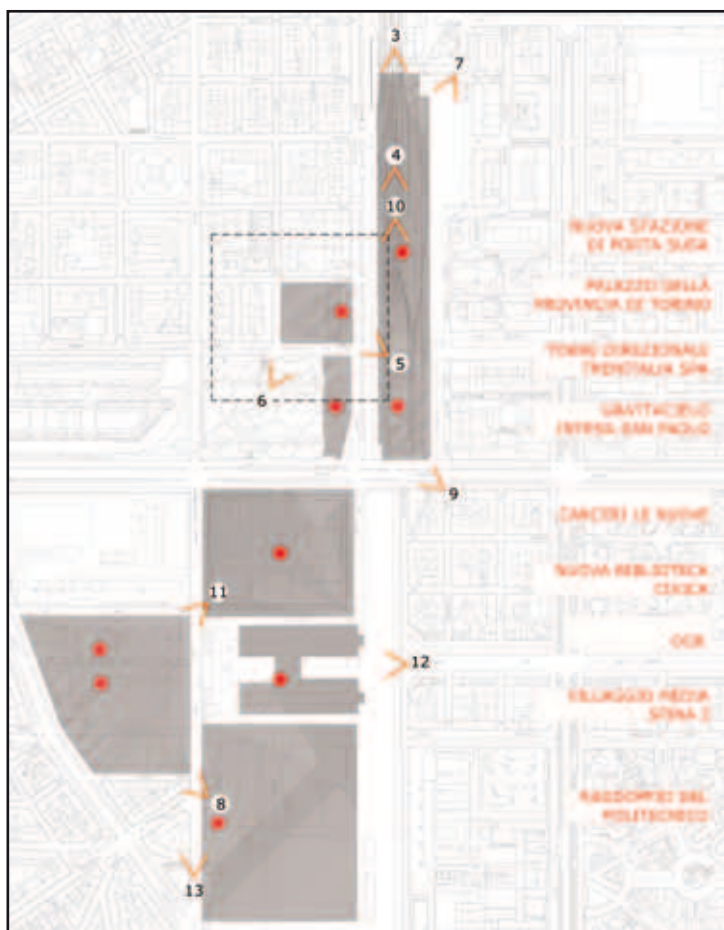 3
7
4
10
NUOVA STAZIONE
DI PORTA SUSA
PALAZZO DELLA
PROVINCIA DI TORINO
5
TORRE DIREZIONALE
TRENITALIA SPA
6
GRATTACIELO
INTESA SAN PAOLO
9
CARCERI LE NUOVE
NUOVA BIBLIOTECA
CIVICA
11
OGR
12
VILLAGGIO MEDIA
SPINA 2
8
RADDOPPIO DEL
POLITECNICO
13